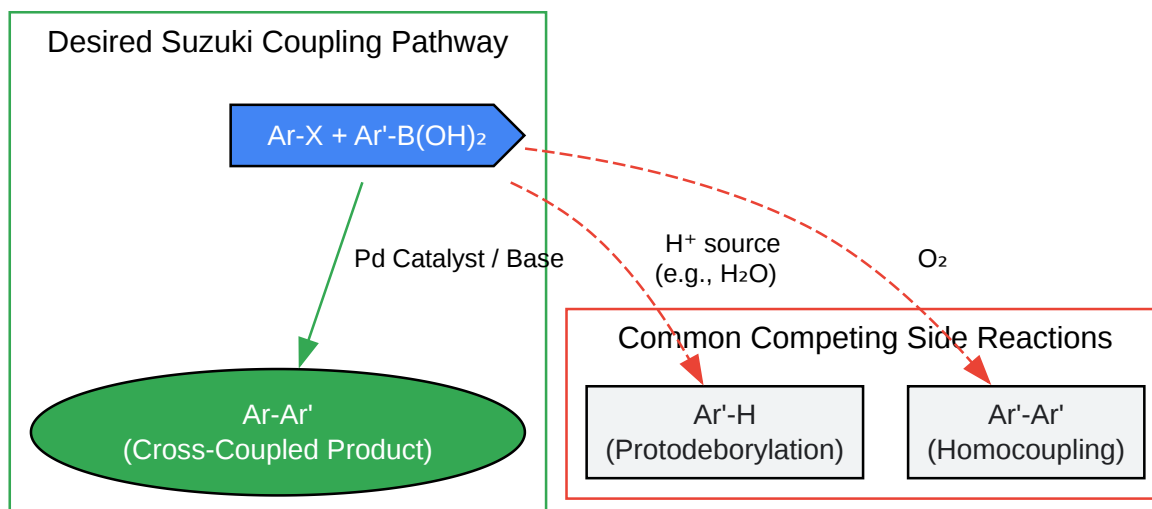 Desired Suzuki Coupling Pathway
Ar-X + Ar'-B(OH)₂
Pd Catalyst / Base
H⁺ source
(e.g., H₂O)
O₂
Common Competing Side Reactions
Ar-Ar'
(Cross-Coupled Product)
Ar'-H
(Protodeborylation)
Ar'-Ar'
(Homocoupling)